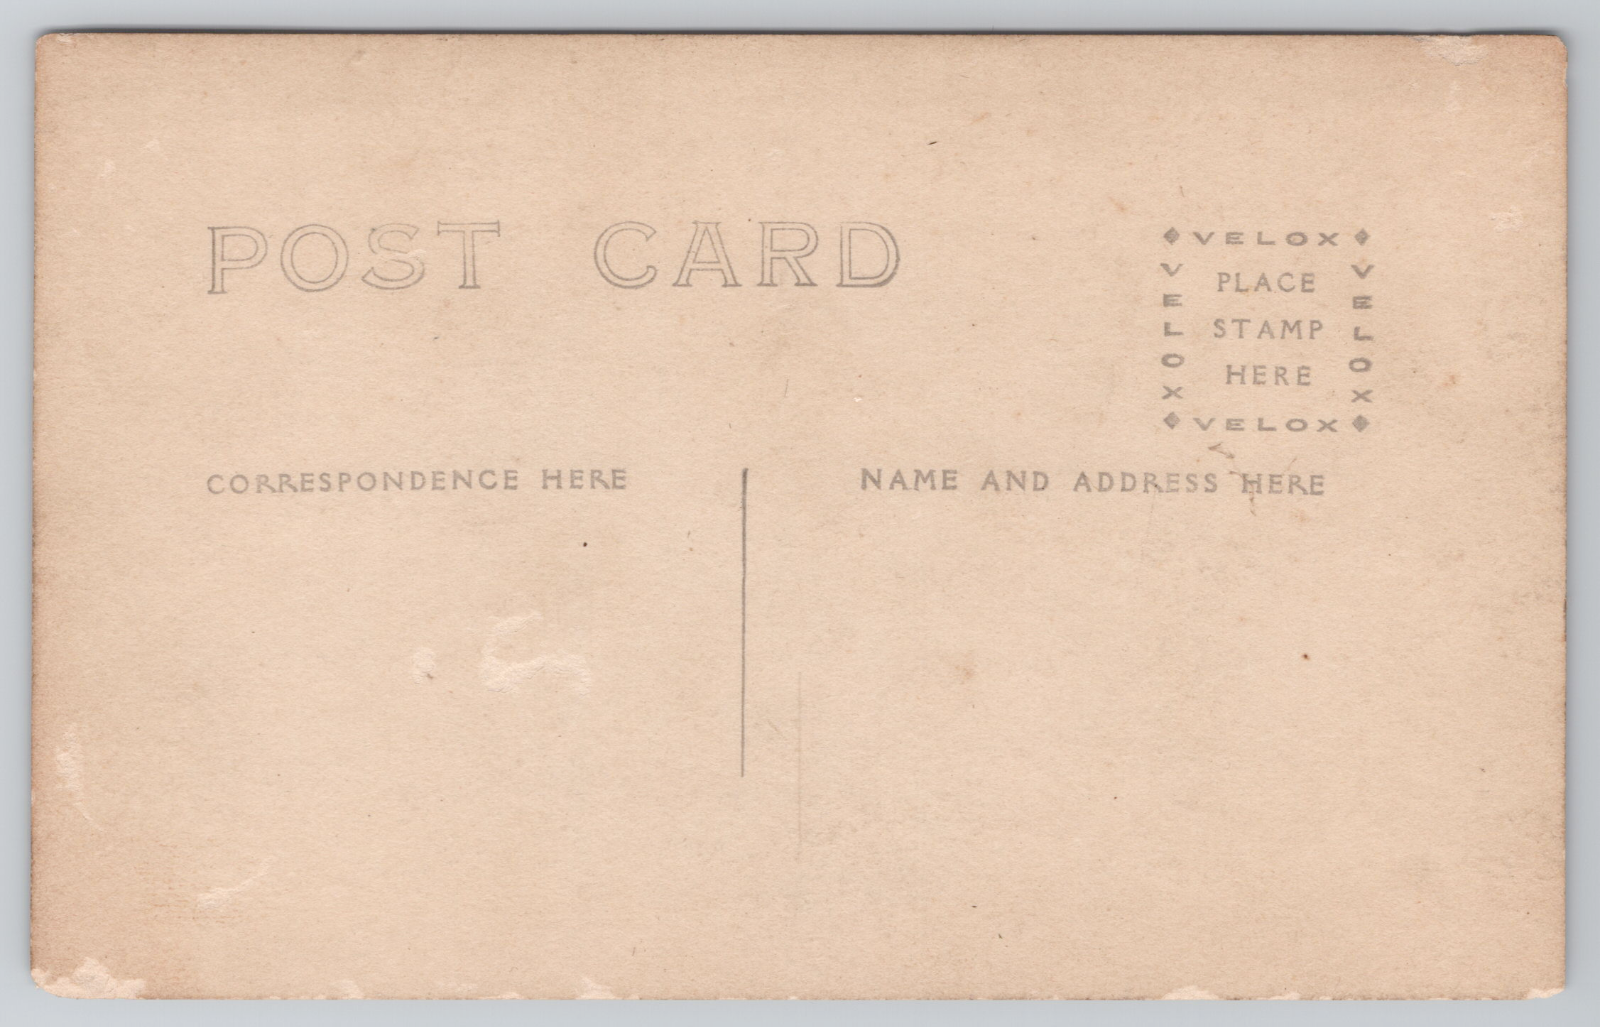 POST CARD
VELOX
VELOX
VELOX
PLACE
STAMP
HERE
VELOX
CORRESPONDENCE HERE
NAME AND ADDRESS HERE